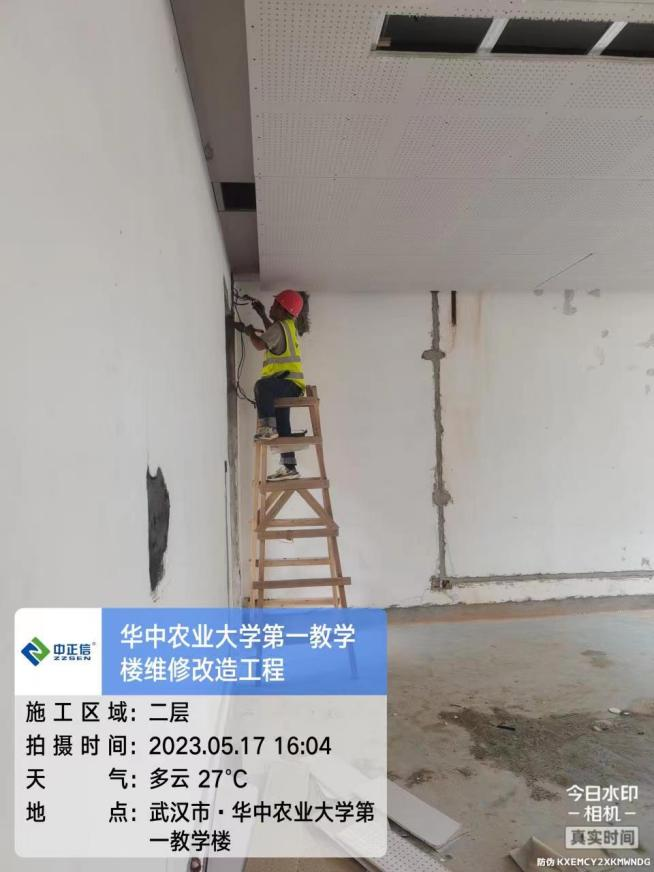 中正信
ZZSEN
华中农业大学第一教学
楼维修改造工程
施工区域：二层
拍摄时间：2023.05.17 16:04
天气：多云 27℃
地点：武汉市·华中农业大学第
一教学楼
今日水印
-相机-
真实时间
防伪 KXEMCY2XKMWNDG